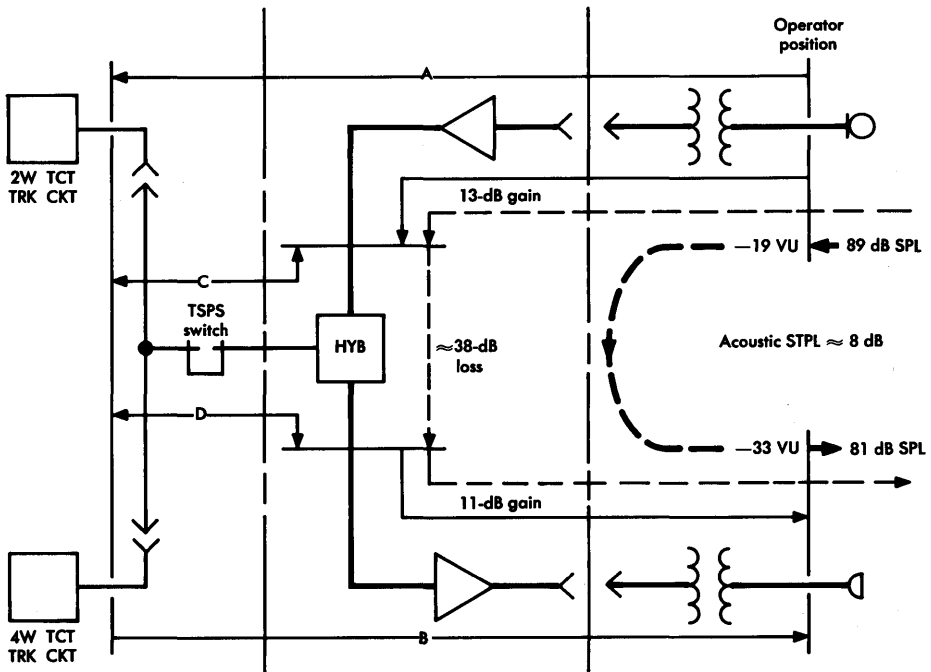 Operator
position
A
2W TCT
TRK CKT
13-dB gain
—19 VU
89 dB SPL
C
TSPS
switch
HYB
≈38-dB
loss
Acoustic STPL ≈ 8 dB
D
—33 VU
81 dB SPL
11-dB gain
4W TCT
TRK CKT
B